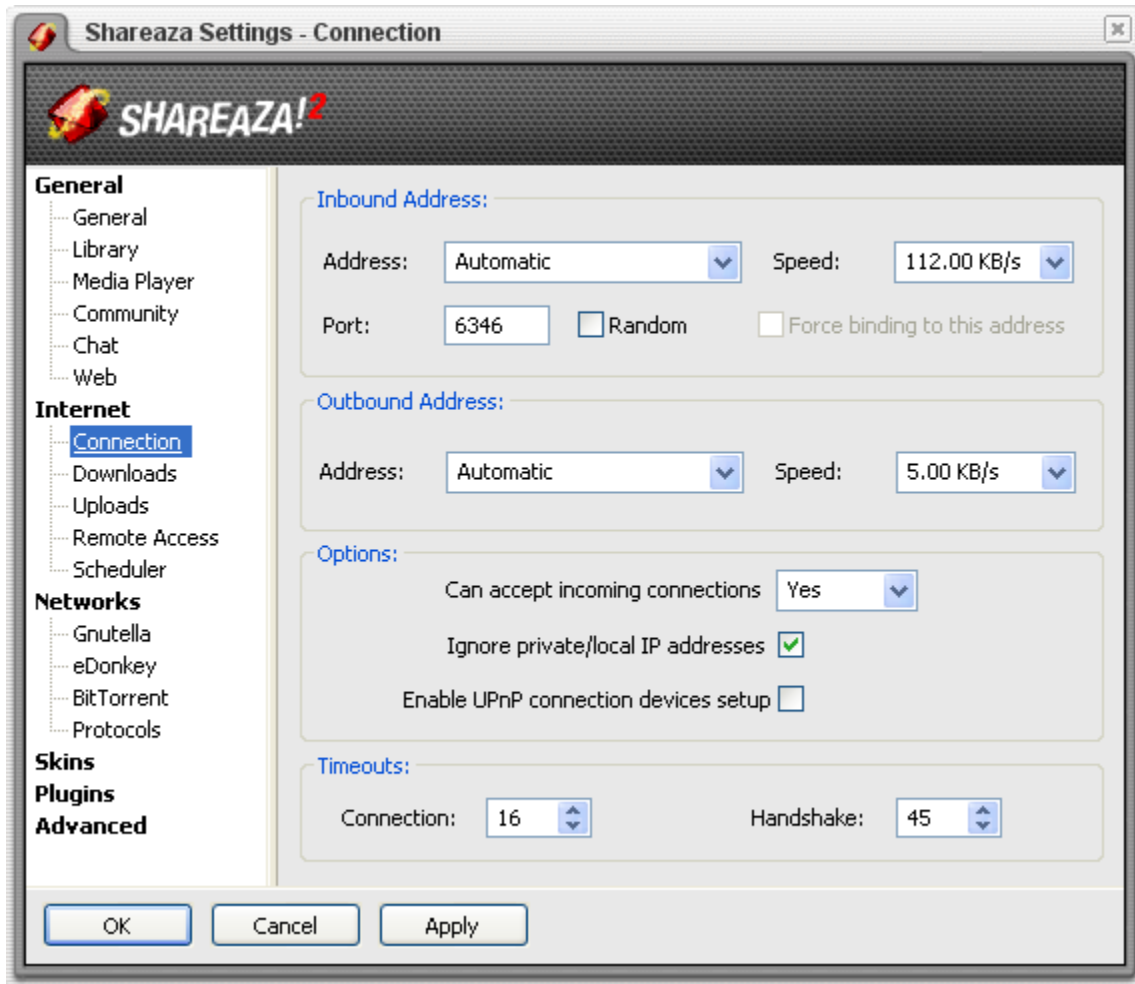 Shareaza Settings - Connection
SHAREAZA!2
General
General
Library
Media Player
Community
Chat
Web
Internet
Connection
Downloads
Uploads
Remote Access
Scheduler
Networks
Gnutella
eDonkey
BitTorrent
Protocols
Skins
Plugins
Advanced
Inbound Address:
Address: Automatic Speed: 112.00 KB/s
Port: 6346 Random Force binding to this address
Outbound Address:
Address: Automatic Speed: 5.00 KB/s
Options:
Can accept incoming connections Yes
Ignore private/local IP addresses
Enable UPnP connection devices setup
Timeouts:
Connection: 16 Handshake: 45
OK Cancel Apply